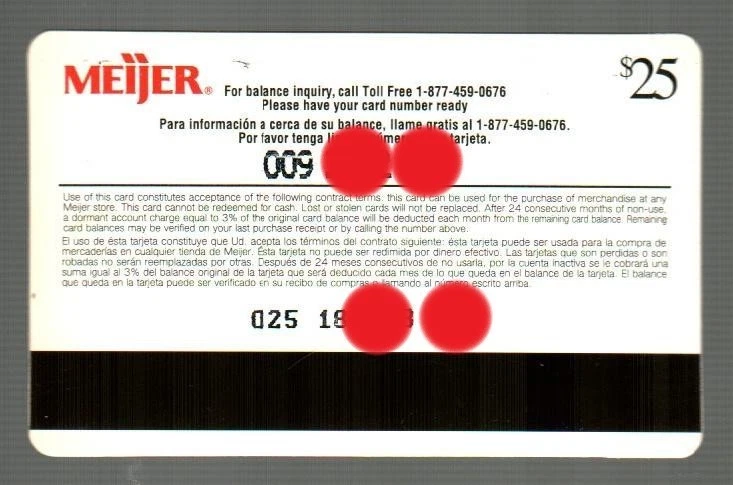 MEIJER®
$25
For balance inquiry, call Toll Free 1-877-459-0676
Please have your card number ready
Para información a cerca de su balance, llame gratis al 1-877-459-0676.
Por favor tenga tarjeta.
009
Use of this card constitutes acceptance of the following contract terms: this card can be used for the purchase of merchandise at any
Meijer store. This card cannot be redeemed for cash. Lost or stolen cards will not be replaced. After 24 consecutive months of non-use,
a dormant account charge equal to 3% of the original card balance will be deducted each month from the remaining card balance. Remaining
card balances may be verified on your last purchase receipt or by calling the number above.
El uso de ésta tarjeta constituye que Ud. acepta los términos del contrato siguiente: ésta tarjeta puede ser usada para la compra de
mercaderías en cualquier tienda de Meijer. Ésta tarjeta no puede ser redimida por dinero efectivo. Las tarjetas que son perdidas o son
robadas no serán reemplazadas por otras. Después de 24 meses consecutivos de no usarla, por la cuenta inactiva se le cobrará una
suma igual al 3% del balance original de la tarjeta que será deducido cada mes de lo que queda en el balance de la tarjeta. El balance
que queda en la tarjeta puede ser verificado en su recibo de compras o llamando al número escrito arriba.
025 18